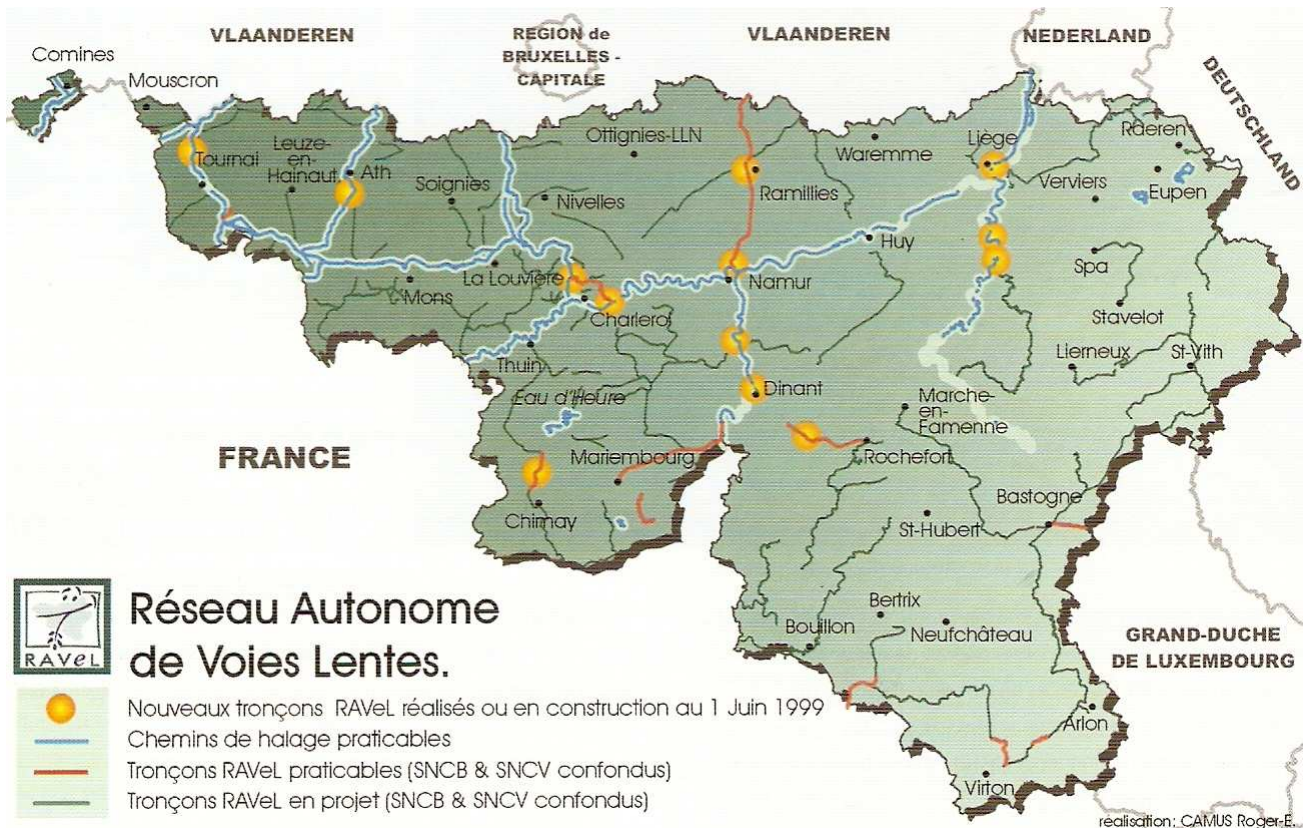 VLAANDEREN
REGION de
BRUXELLES -
CAPITALE
VLAANDEREN
NEDERLAND
DEUTSCHLAND
Comines
Mouscron
Tournai
Leuze-
en-
Hainaut
Ath
Soignies
Ottignies-LLN
Nivelles
Ramillies
Waremme
Liège
Raeren
Verviers
Eupen
Huy
Spa
Stavelot
Mons
La Louvière
Charleroi
Namur
Thuin
Lierneux
St-Vith
Eau d'Heure
Dinant
Marche-
en-
Famenne
FRANCE
Mariembourg
Rochefort
Chimay
Bastogne
St-Hubert
Bertrix
Bouillon
Neufchâteau
GRAND-DUCHE
DE LUXEMBOURG
Arlon
Virton
RAVeL
Réseau Autonome
de Voies Lentes.
Nouveaux tronçons RAVeL réalisés ou en construction au 1 Juin 1999
Chemins de halage praticables
Tronçons RAVeL praticables (SNCB & SNCV confondus)
Tronçons RAVeL en projet (SNCB & SNCV confondus)
réalisation: CAMUS Roger-E.